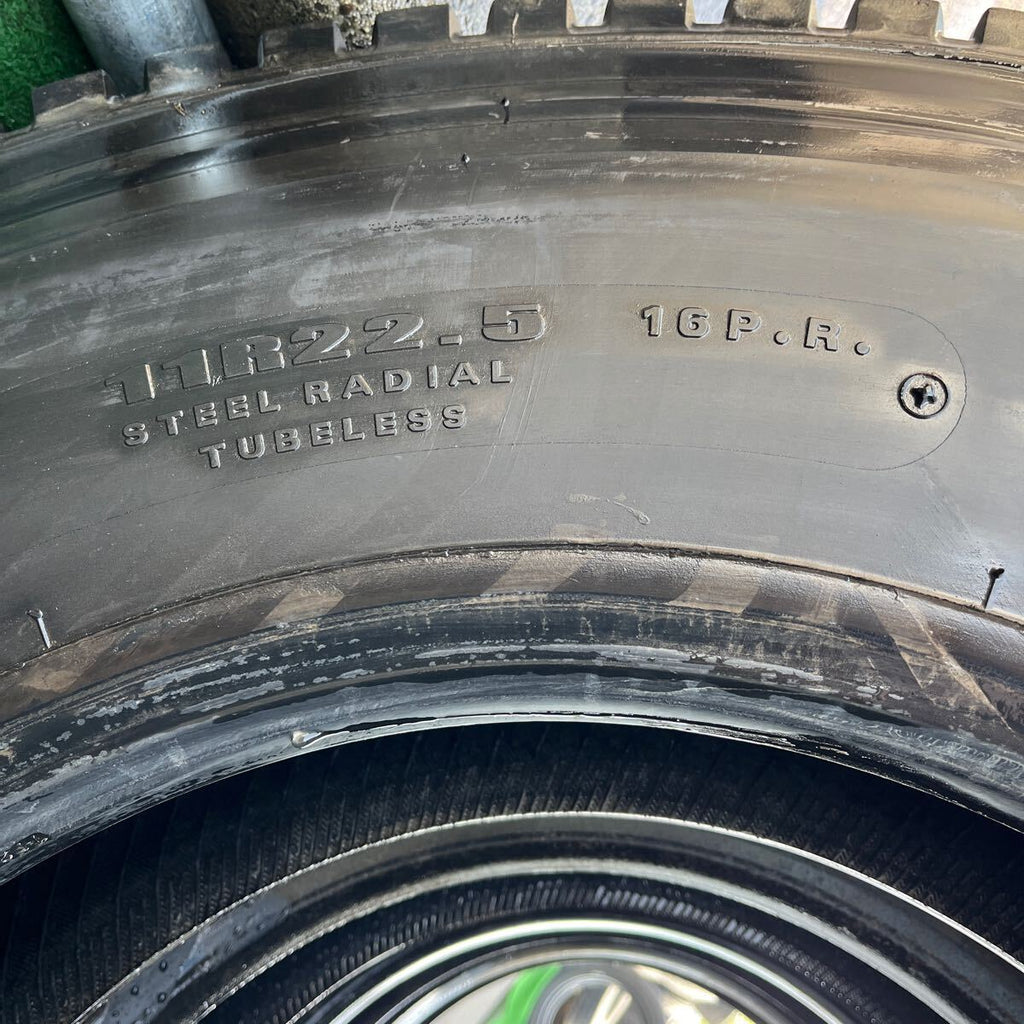 11R22.5 16P.R.
STEEL RADIAL
TUBELESS